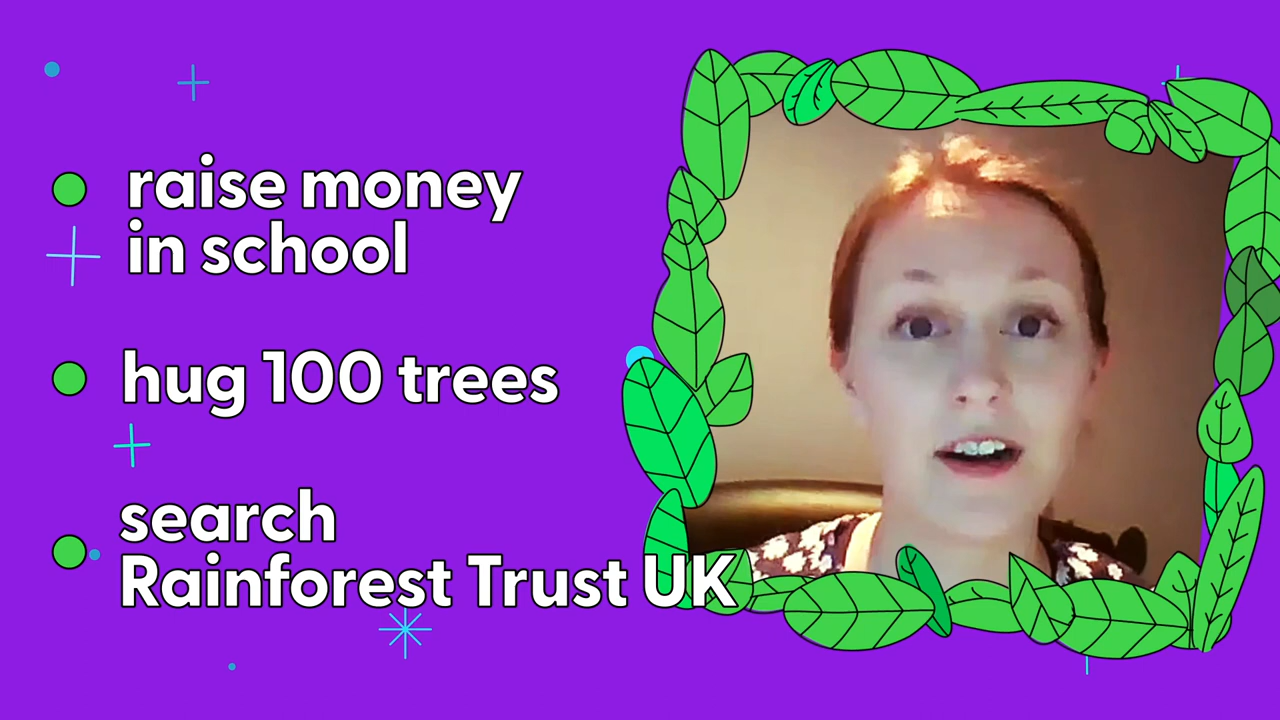 raise money
in school
hug 100 trees
search
Rainforest Trust UK